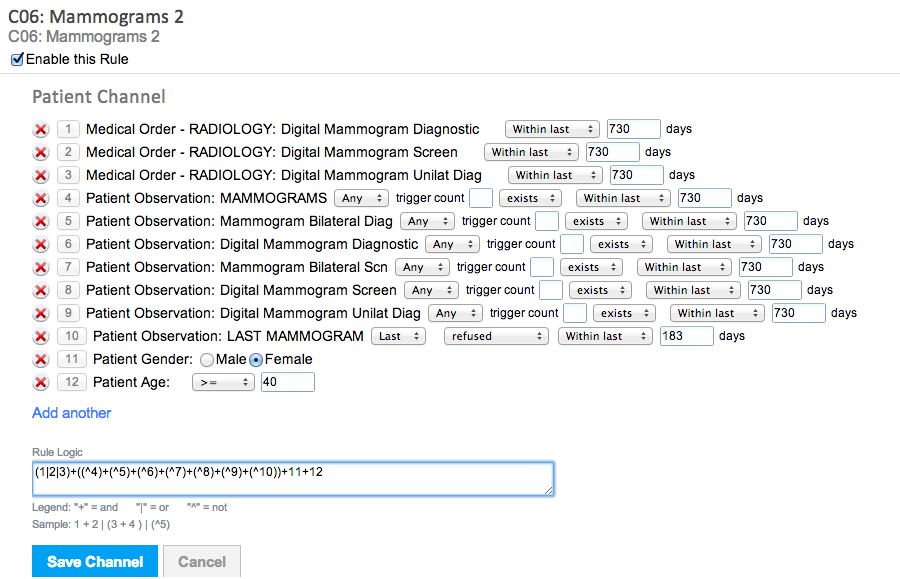 C06: Mammograms 2
C06: Mammograms 2
Enable this Rule
Patient Channel
1 Medical Order - RADIOLOGY: Digital Mammogram Diagnostic Within last 730 days
2 Medical Order - RADIOLOGY: Digital Mammogram Screen Within last 730 days
3 Medical Order - RADIOLOGY: Digital Mammogram Unilat Diag Within last 730 days
4 Patient Observation: MAMMOGRAMS Any trigger count exists Within last 730 days
5 Patient Observation: Mammogram Bilateral Diag Any trigger count exists Within last 730 days
6 Patient Observation: Digital Mammogram Diagnostic Any trigger count exists Within last 730 days
7 Patient Observation: Mammogram Bilateral Scn Any trigger count exists Within last 730 days
8 Patient Observation: Digital Mammogram Screen Any trigger count exists Within last 730 days
9 Patient Observation: Digital Mammogram Unilat Diag Any trigger count exists Within last 730 days
10 Patient Observation: LAST MAMMOGRAM Last refused Within last 183 days
11 Patient Gender: Male Female
12 Patient Age: >= 40
Add another
Rule Logic
(1|2|3)+((^4)+(^5)+(^6)+(^7)+(^8)+(^9)+(^10))+11+12
Legend: "+" = and "|" = or "^" = not
Sample: 1 + 2 | (3 + 4 ) | (^5)
Save Channel Cancel